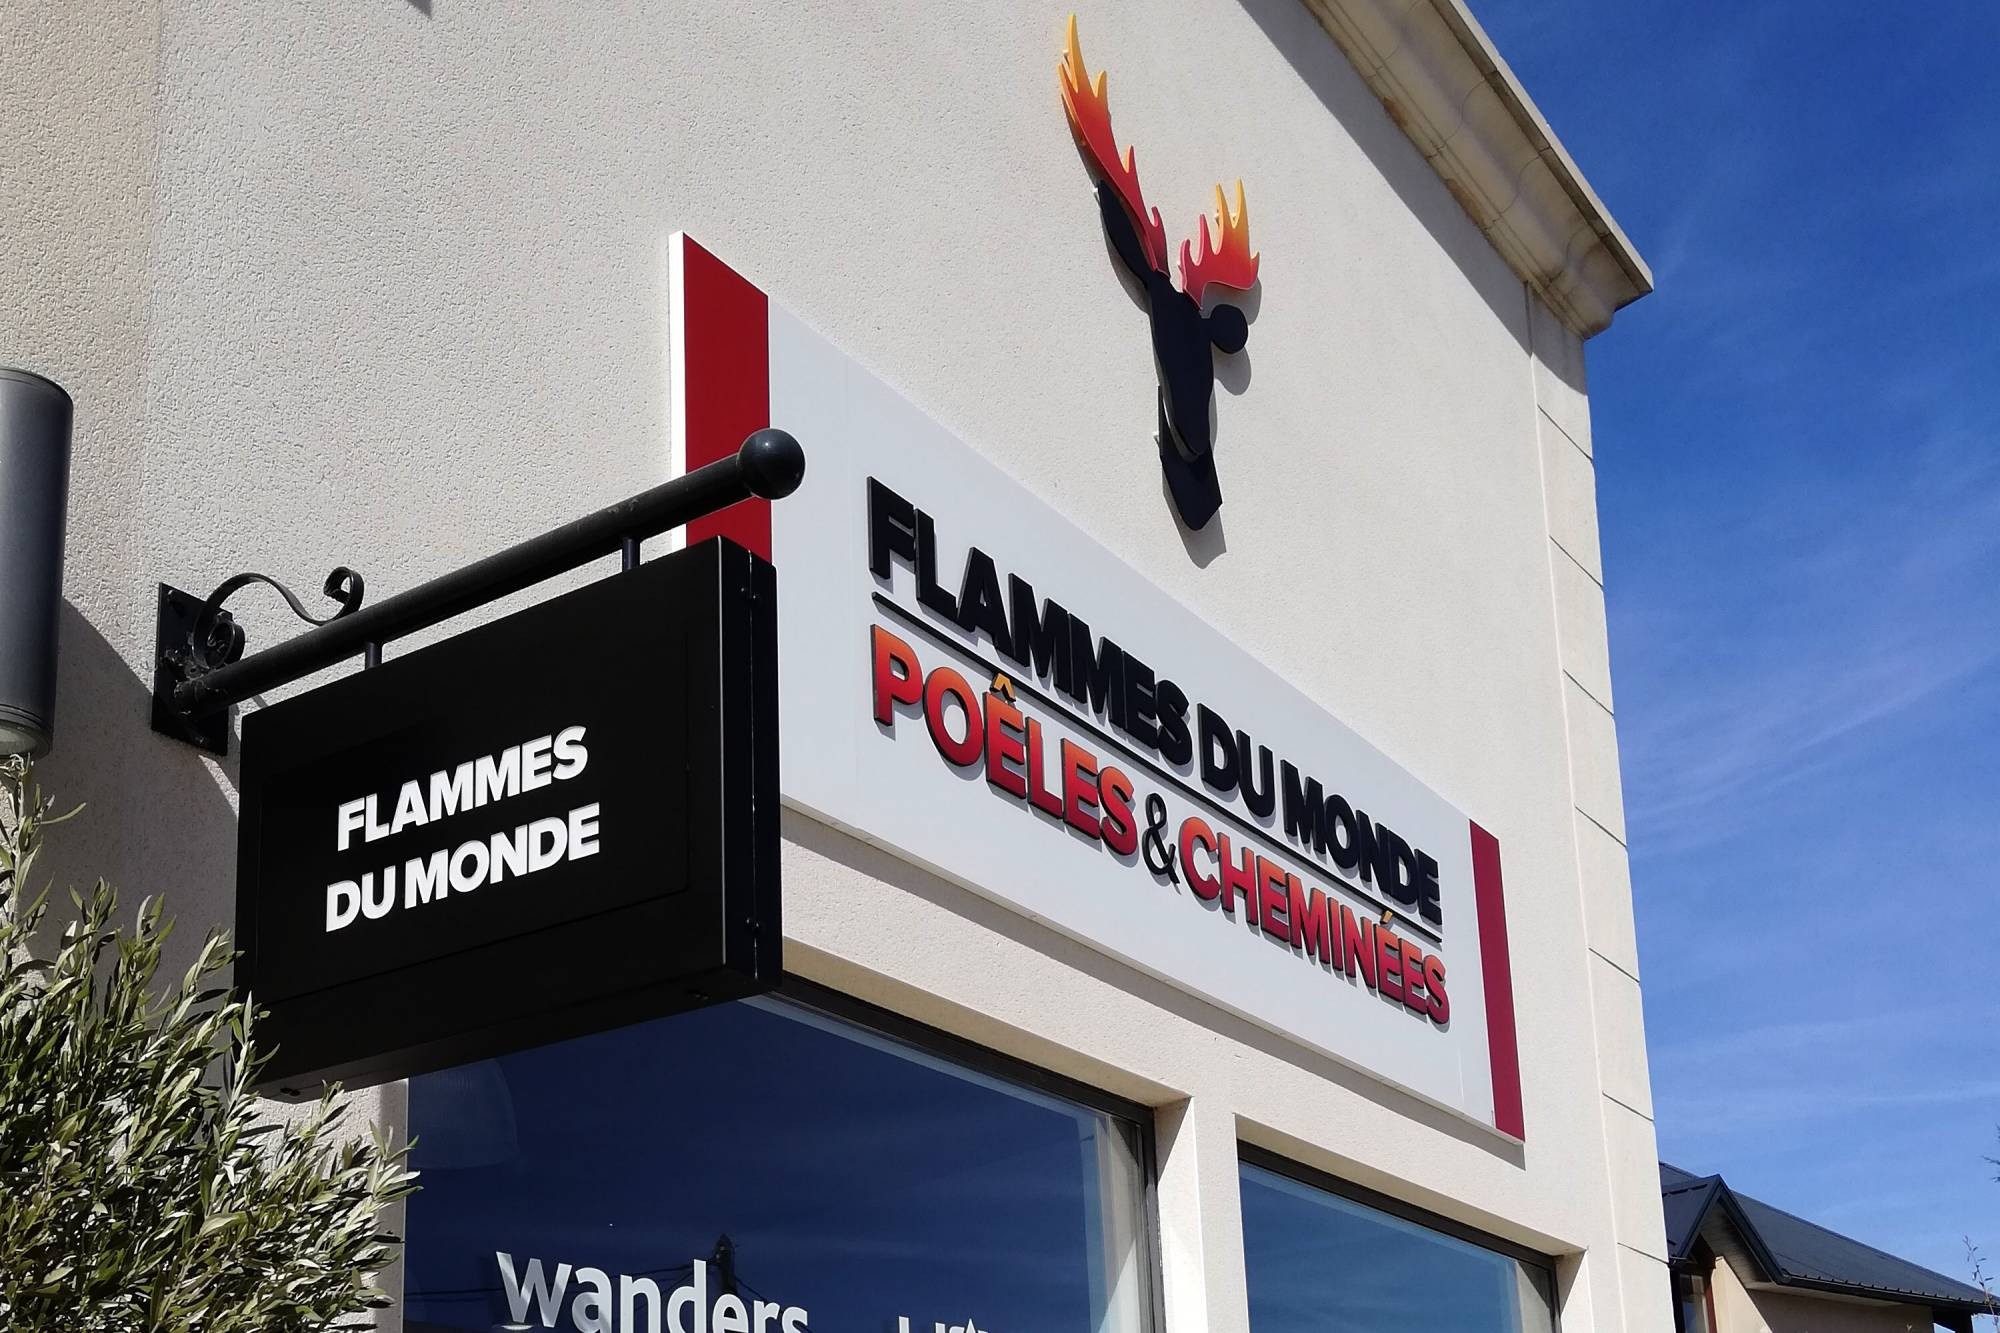 FLAMMES
DU MONDE
FLAMMES DU MONDE
POÊLES & CHEMINÉES
wanders